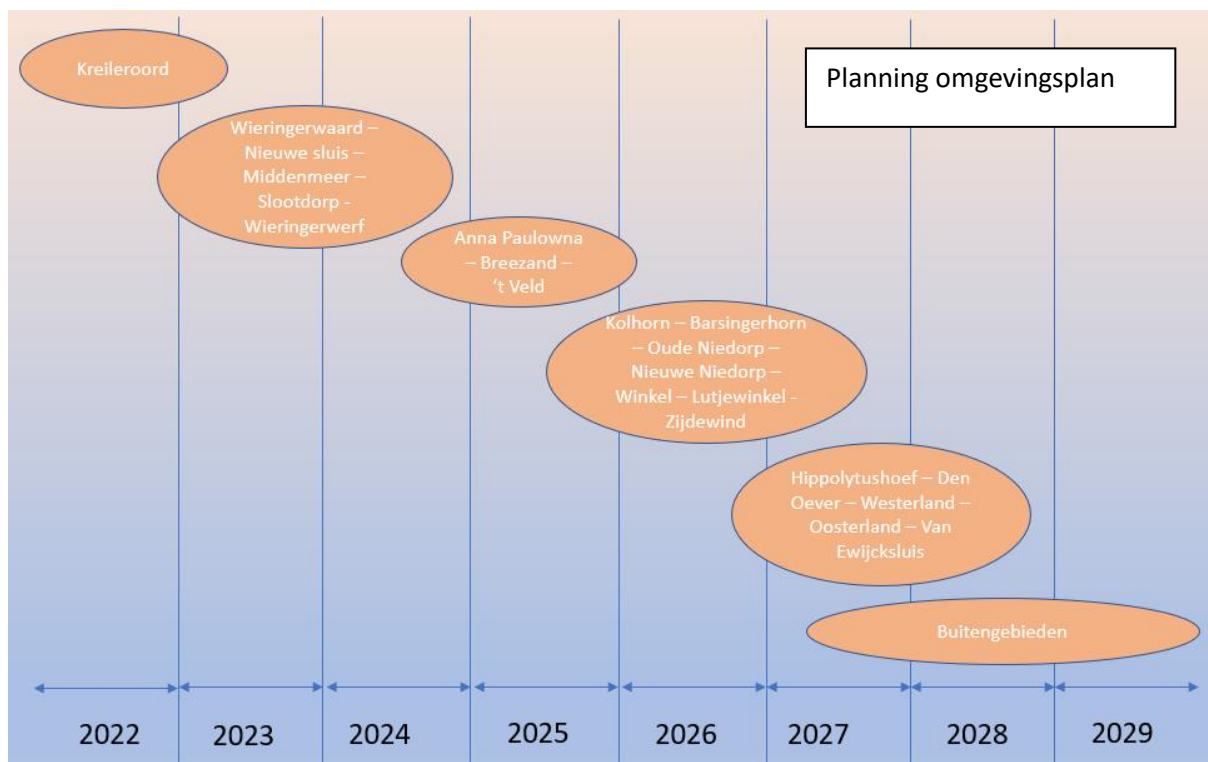 Planning omgevingsplan
Kreileroord
Wieringerwaard –
Nieuwe sluis –
Middenmeer –
Slootdorp -
Wieringerwerf
Anna Paulowna
– Breezand –
‘t Veld
Kolhorn – Barsingerhorn
– Oude Niedorp –
Nieuwe Niedorp –
Winkel – Lutjewinkel -
Zijdewind
Hippolytushoef – Den
Oever – Westerland –
Oosterland – Van
Ewijcksluis
Buitengebieden
2022 2023 2024 2025 2026 2027 2028 2029